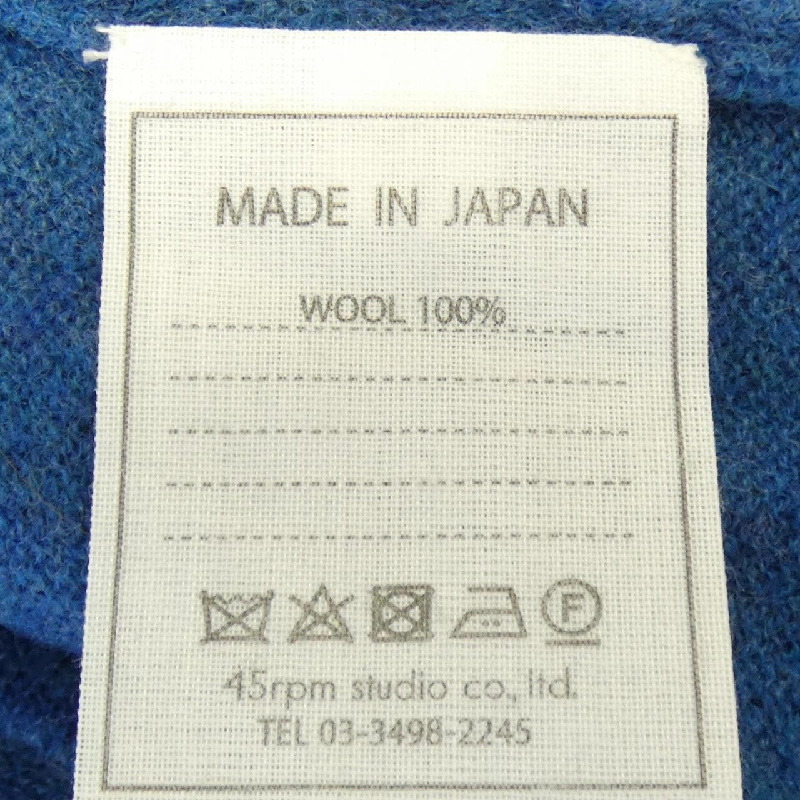 MADE IN JAPAN
WOOL 100%
F
45rpm studio co., ltd.
TEL 03-3498-2245